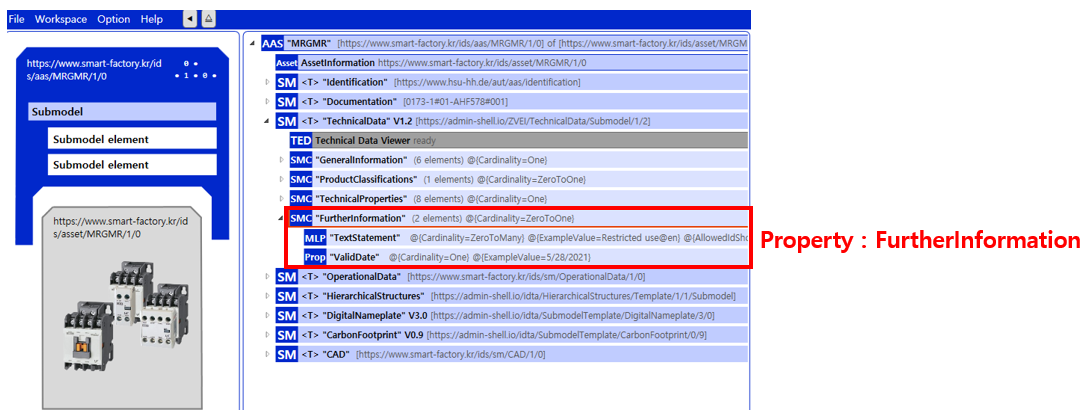 File Workspace Option Help
https://www.smart-factory.kr/id
s/aas/MRGMR/1/0
Submodel
Submodel element
Submodel element
https://www.smart-factory.kr/id
s/asset/MRGMR/1/0
AAS "MRGMR" [https://www.smart-factory.kr/ids/aas/MRGMR/1/0] of [https://www.smart-factory.kr/ids/asset/MRGM
Asset AssetInformation https://www.smart-factory.kr/ids/asset/MRGMR/1/0
SM <T> "Identification" [https://www.hsu-hh.de/aut/aas/identification]
SM <T> "Documentation" [0173-1#01-AHF578#001]
SM <T> "TechnicalData" V1.2 [https://admin-shell.io/ZVEI/TechnicalData/Submodel/1/2]
TED Technical Data Viewer ready
SMC "GeneralInformation" (6 elements) @{Cardinality=One}
SMC "ProductClassifications" (1 elements) @{Cardinality=ZeroToOne}
SMC "TechnicalProperties" (8 elements) @{Cardinality=One}
SMC "FurtherInformation" (2 elements) @{Cardinality=ZeroToOne}
MLP "TextStatement" @{Cardinality=ZeroToMany} @{ExampleValue=Restricted use@en} @{AllowedIdSho
Prop "ValidDate" @{Cardinality=One} @{ExampleValue=5/28/2021}
SM <T> "OperationalData" [https://www.smart-factory.kr/ids/sm/OperationalData/1/0]
SM <T> "HierarchicalStructures" [https://admin-shell.io/idta/HierarchicalStructures/Template/1/1/Submodel]
SM <T> "DigitalNameplate" V3.0 [https://admin-shell.io/idta/SubmodelTemplate/DigitalNameplate/3/0]
SM <T> "CarbonFootprint" V0.9 [https://admin-shell.io/idta/SubmodelTemplate/CarbonFootprint/0/9]
SM <T> "CAD" [https://www.smart-factory.kr/ids/sm/CAD/1/0]
Property : FurtherInformation